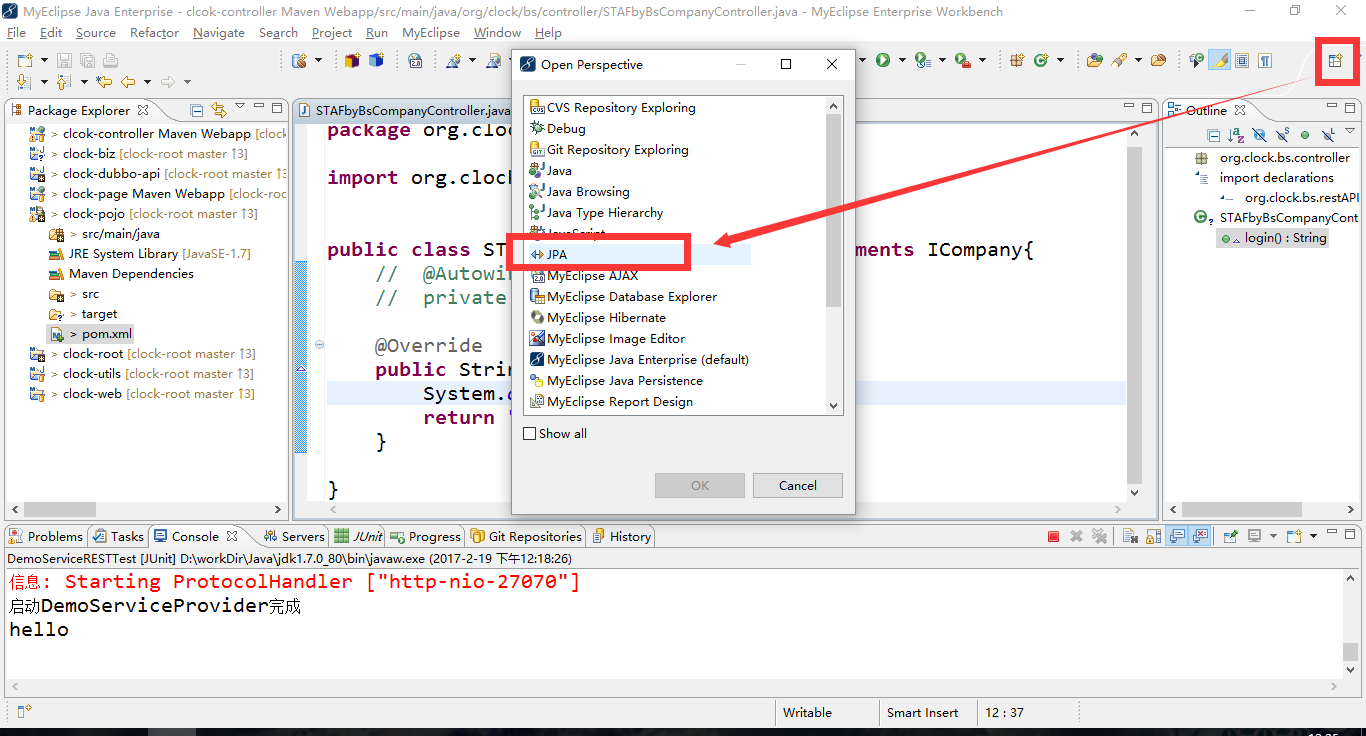 MyEclipse Java Enterprise - clcok-controller Maven Webapp/src/main/java/org/clock/bs/controller/STAFbyBsCompanyController.java - MyEclipse Enterprise Workbench
File Edit Source Refactor Navigate Search Project Run MyEclipse Window Help
Package Explorer
> clcok-controller Maven Webapp [clock
> clock-biz [clock-root master ↑3]
> clock-dubbo-api [clock-root master ↑3
> clock-page Maven Webapp [clock-ro
> clock-pojo [clock-root master ↑3]
> src/main/java
JRE System Library [JavaSE-1.7]
Maven Dependencies
> src
> target
> pom.xml
> clock-root [clock-root master ↑3]
> clock-utils [clock-root master ↑3]
> clock-web [clock-root master ↑3]
STAFbyBsCompanyController.java
package org.cloc
import org.clock
public class ST
ments ICompany{
// @Autowi
// private
@Override
public Strin
System.
return "
}
}
Open Perspective
CVS Repository Exploring
Debug
Git Repository Exploring
Java
Java Browsing
Java Type Hierarchy
JavaScript
JPA
MyEclipse AJAX
MyEclipse Database Explorer
MyEclipse Hibernate
MyEclipse Image Editor
MyEclipse Java Enterprise (default)
MyEclipse Java Persistence
MyEclipse Report Design
Show all
OK Cancel
Outline
org.clock.bs.controller
import declarations
org.clock.bs.restAPI
STAFbyBsCompanyCont
login() : String
Problems Tasks Console Servers JUnit Progress Git Repositories History
DemoServiceRESTTest [JUnit] D:\workDir\Java\jdk1.7.0_80\bin\javaw.exe (2017-2-19 下午12:18:26)
信息: Starting ProtocolHandler ["http-nio-27070"]
启动DemoServiceProvider完成
hello
Writable Smart Insert 12 : 37